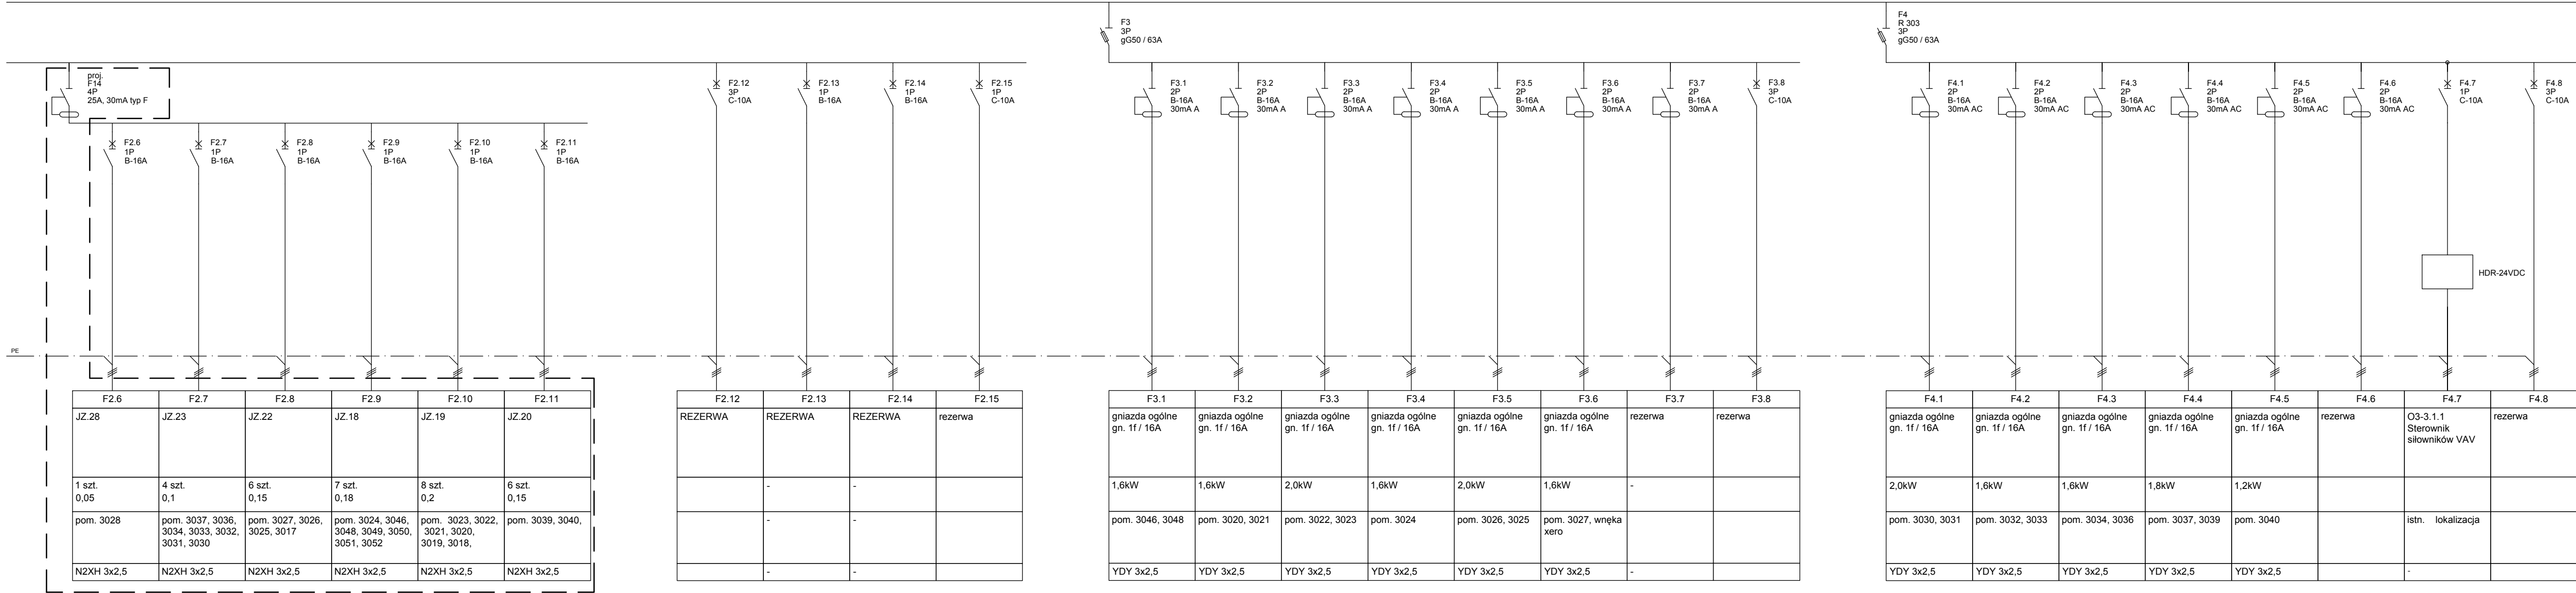 F3
3P
gG50 / 63A
F4
R 303
3P
gG50 / 63A
proj.
F14
4P
25A, 30mA typ F
F2.12
3P
C-10A
F2.13
1P
B-16A
F2.14
1P
B-16A
F2.15
1P
C-10A
F3.1
2P
B-16A
30mA A
F3.2
2P
B-16A
30mA A
F3.3
2P
B-16A
30mA A
F3.4
2P
B-16A
30mA A
F3.5
2P
B-16A
30mA A
F3.6
2P
B-16A
30mA A
F3.7
2P
B-16A
30mA A
F3.8
3P
C-10A
F4.1
2P
B-16A
30mA AC
F4.2
2P
B-16A
30mA AC
F4.3
2P
B-16A
30mA AC
F4.4
2P
B-16A
30mA AC
F4.5
2P
B-16A
30mA AC
F4.6
2P
B-16A
30mA AC
F4.7
1P
C-10A
F4.8
3P
C-10A
F2.6
1P
B-16A
F2.7
1P
B-16A
F2.8
1P
B-16A
F2.9
1P
B-16A
F2.10
1P
B-16A
F2.11
1P
B-16A
HDR-24VDC
PE
F2.6 F2.7 F2.8 F2.9 F2.10 F2.11
JZ.28 JZ.23 JZ.22 JZ.18 JZ.19 JZ.20
1 szt. 4 szt. 6 szt. 7 szt. 8 szt. 6 szt.
0,05 0,1 0,15 0,18 0,2 0,15
pom. 3028
pom. 3037, 3036,
3034, 3033, 3032,
3031, 3030
pom. 3027, 3026,
3025, 3017
pom. 3024, 3046,
3048, 3049, 3050,
3051, 3052
pom. 3023, 3022,
3021, 3020,
3019, 3018,
pom. 3039, 3040,
N2XH 3x2,5 N2XH 3x2,5 N2XH 3x2,5 N2XH 3x2,5 N2XH 3x2,5 N2XH 3x2,5
F2.12 F2.13 F2.14 F2.15
REZERWA REZERWA REZERWA rezerwa
- -
- -
- -
F3.1 F3.2 F3.3 F3.4 F3.5 F3.6 F3.7 F3.8
gniazda ogólne gniazda ogólne gniazda ogólne gniazda ogólne gniazda ogólne gniazda ogólne rezerwa rezerwa
gn. 1f / 16A gn. 1f / 16A gn. 1f / 16A gn. 1f / 16A gn. 1f / 16A gn. 1f / 16A
1,6kW 1,6kW 2,0kW 1,6kW 2,0kW 1,6kW -
pom. 3046, 3048 pom. 3020, 3021 pom. 3022, 3023 pom. 3024 pom. 3026, 3025 pom. 3027, wnęka
xero
YDY 3x2,5 YDY 3x2,5 YDY 3x2,5 YDY 3x2,5 YDY 3x2,5 YDY 3x2,5 -
F4.1 F4.2 F4.3 F4.4 F4.5 F4.6 F4.7 F4.8
gniazda ogólne gniazda ogólne gniazda ogólne gniazda ogólne gniazda ogólne rezerwa O3-3.1.1 rezerwa
gn. 1f / 16A gn. 1f / 16A gn. 1f / 16A gn. 1f / 16A gn. 1f / 16A Sterownik
siłowników VAV
2,0kW 1,6kW 1,6kW 1,8kW 1,2kW
pom. 3030, 3031 pom. 3032, 3033 pom. 3034, 3036 pom. 3037, 3039 pom. 3040 istn. lokalizacja
YDY 3x2,5 YDY 3x2,5 YDY 3x2,5 YDY 3x2,5 YDY 3x2,5 -